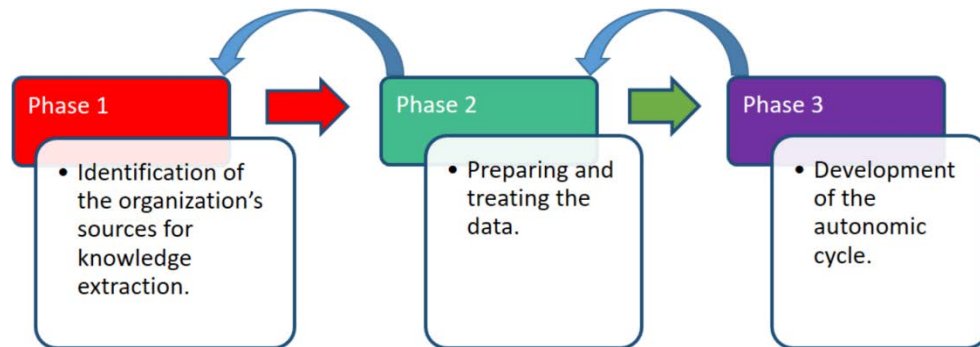 Phase 1
• Identification of
the organization's
sources for
knowledge
extraction.
Phase 2
• Preparing and
treating the
data.
Phase 3
• Development
of the
autonomic
cycle.